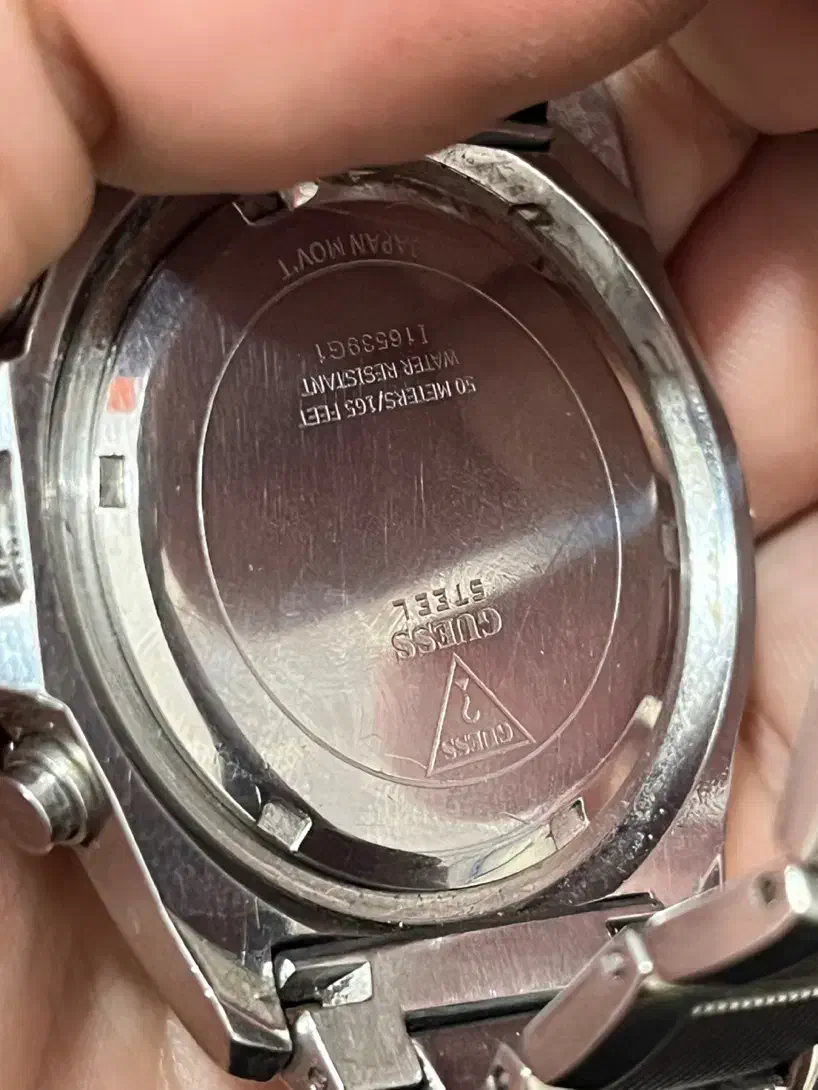 GUESS
?
GUESS
STEEL
50 METERS/165 FEET
WATER RESISTANT
I16539G1
JAPAN MOV'T